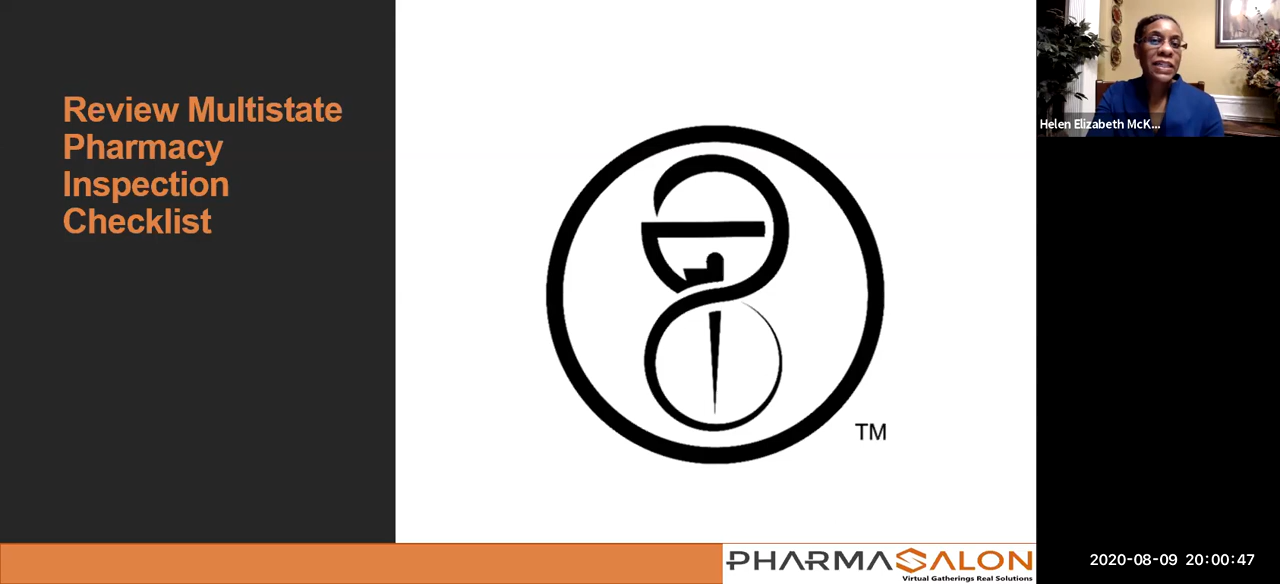 Review Multistate
Pharmacy
Inspection
Checklist
TM
PHARMASALON
Virtual Gatherings Real Solutions
Helen Elizabeth McK...
2020-08-09 20:00:47